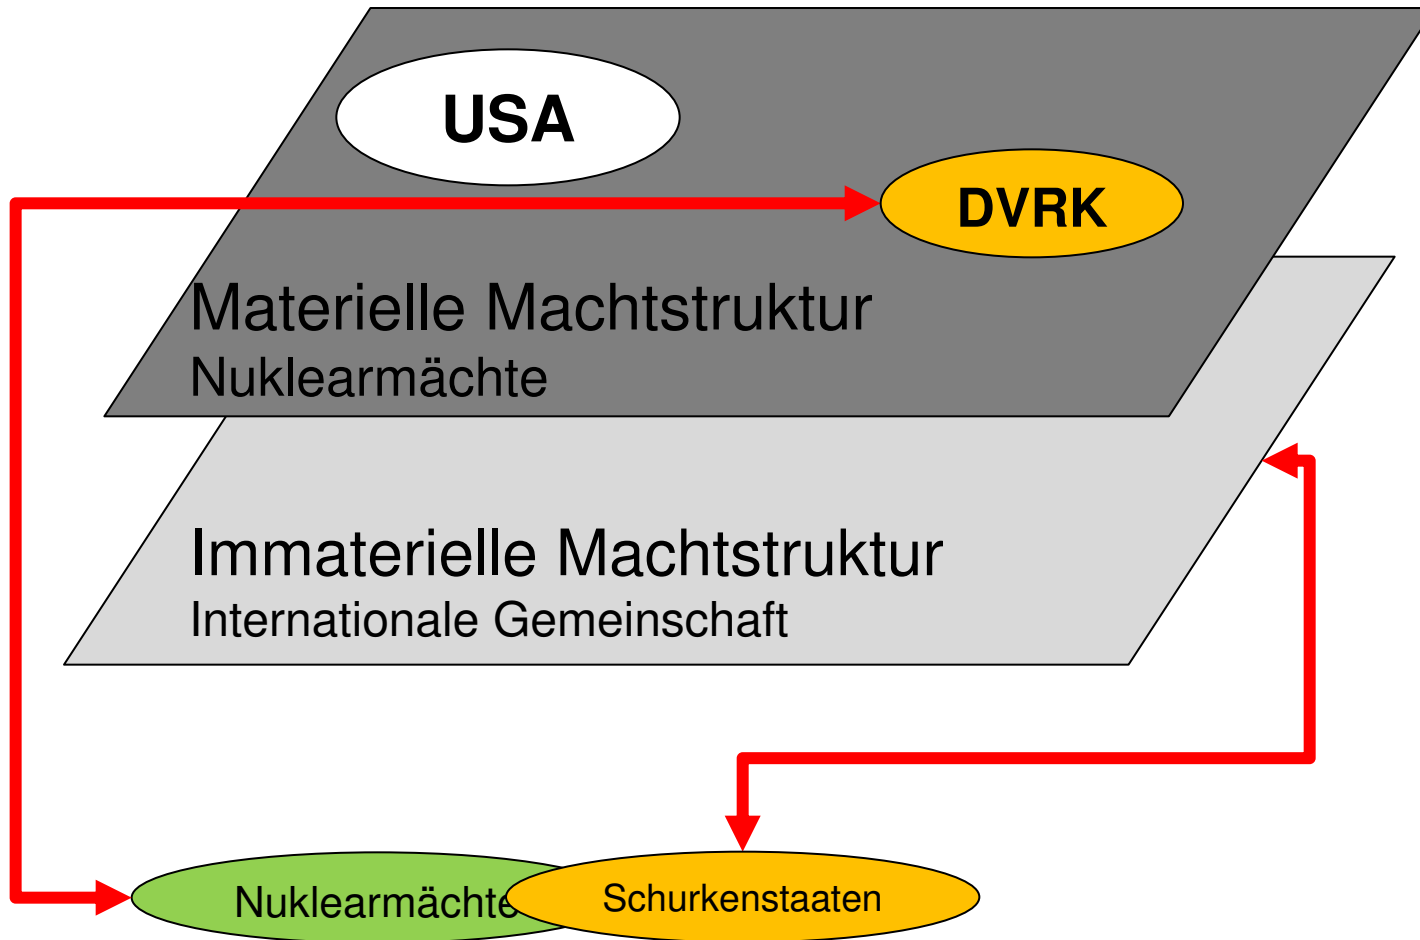 USA
DVRK
Materielle Machtstruktur
Nuklearmächte
Immaterielle Machtstruktur
Internationale Gemeinschaft
Nuklearmächte
Schurkenstaaten